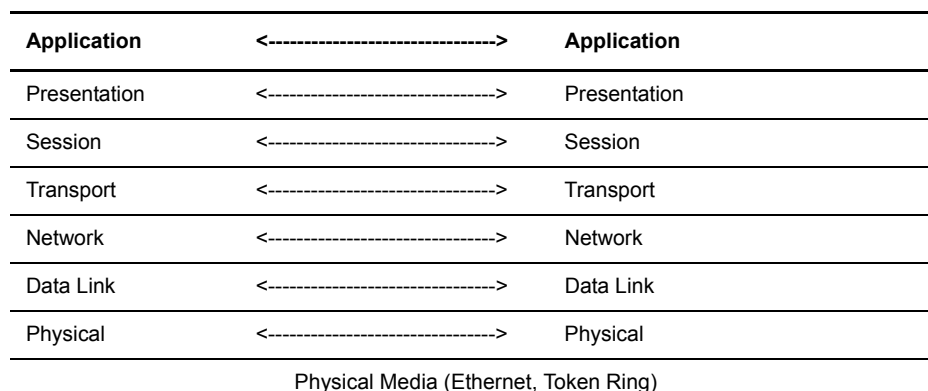 Application <--------------------------------> Application
Presentation <--------------------------------> Presentation
Session <--------------------------------> Session
Transport <--------------------------------> Transport
Network <--------------------------------> Network
Data Link <--------------------------------> Data Link
Physical <--------------------------------> Physical
Physical Media (Ethernet, Token Ring)